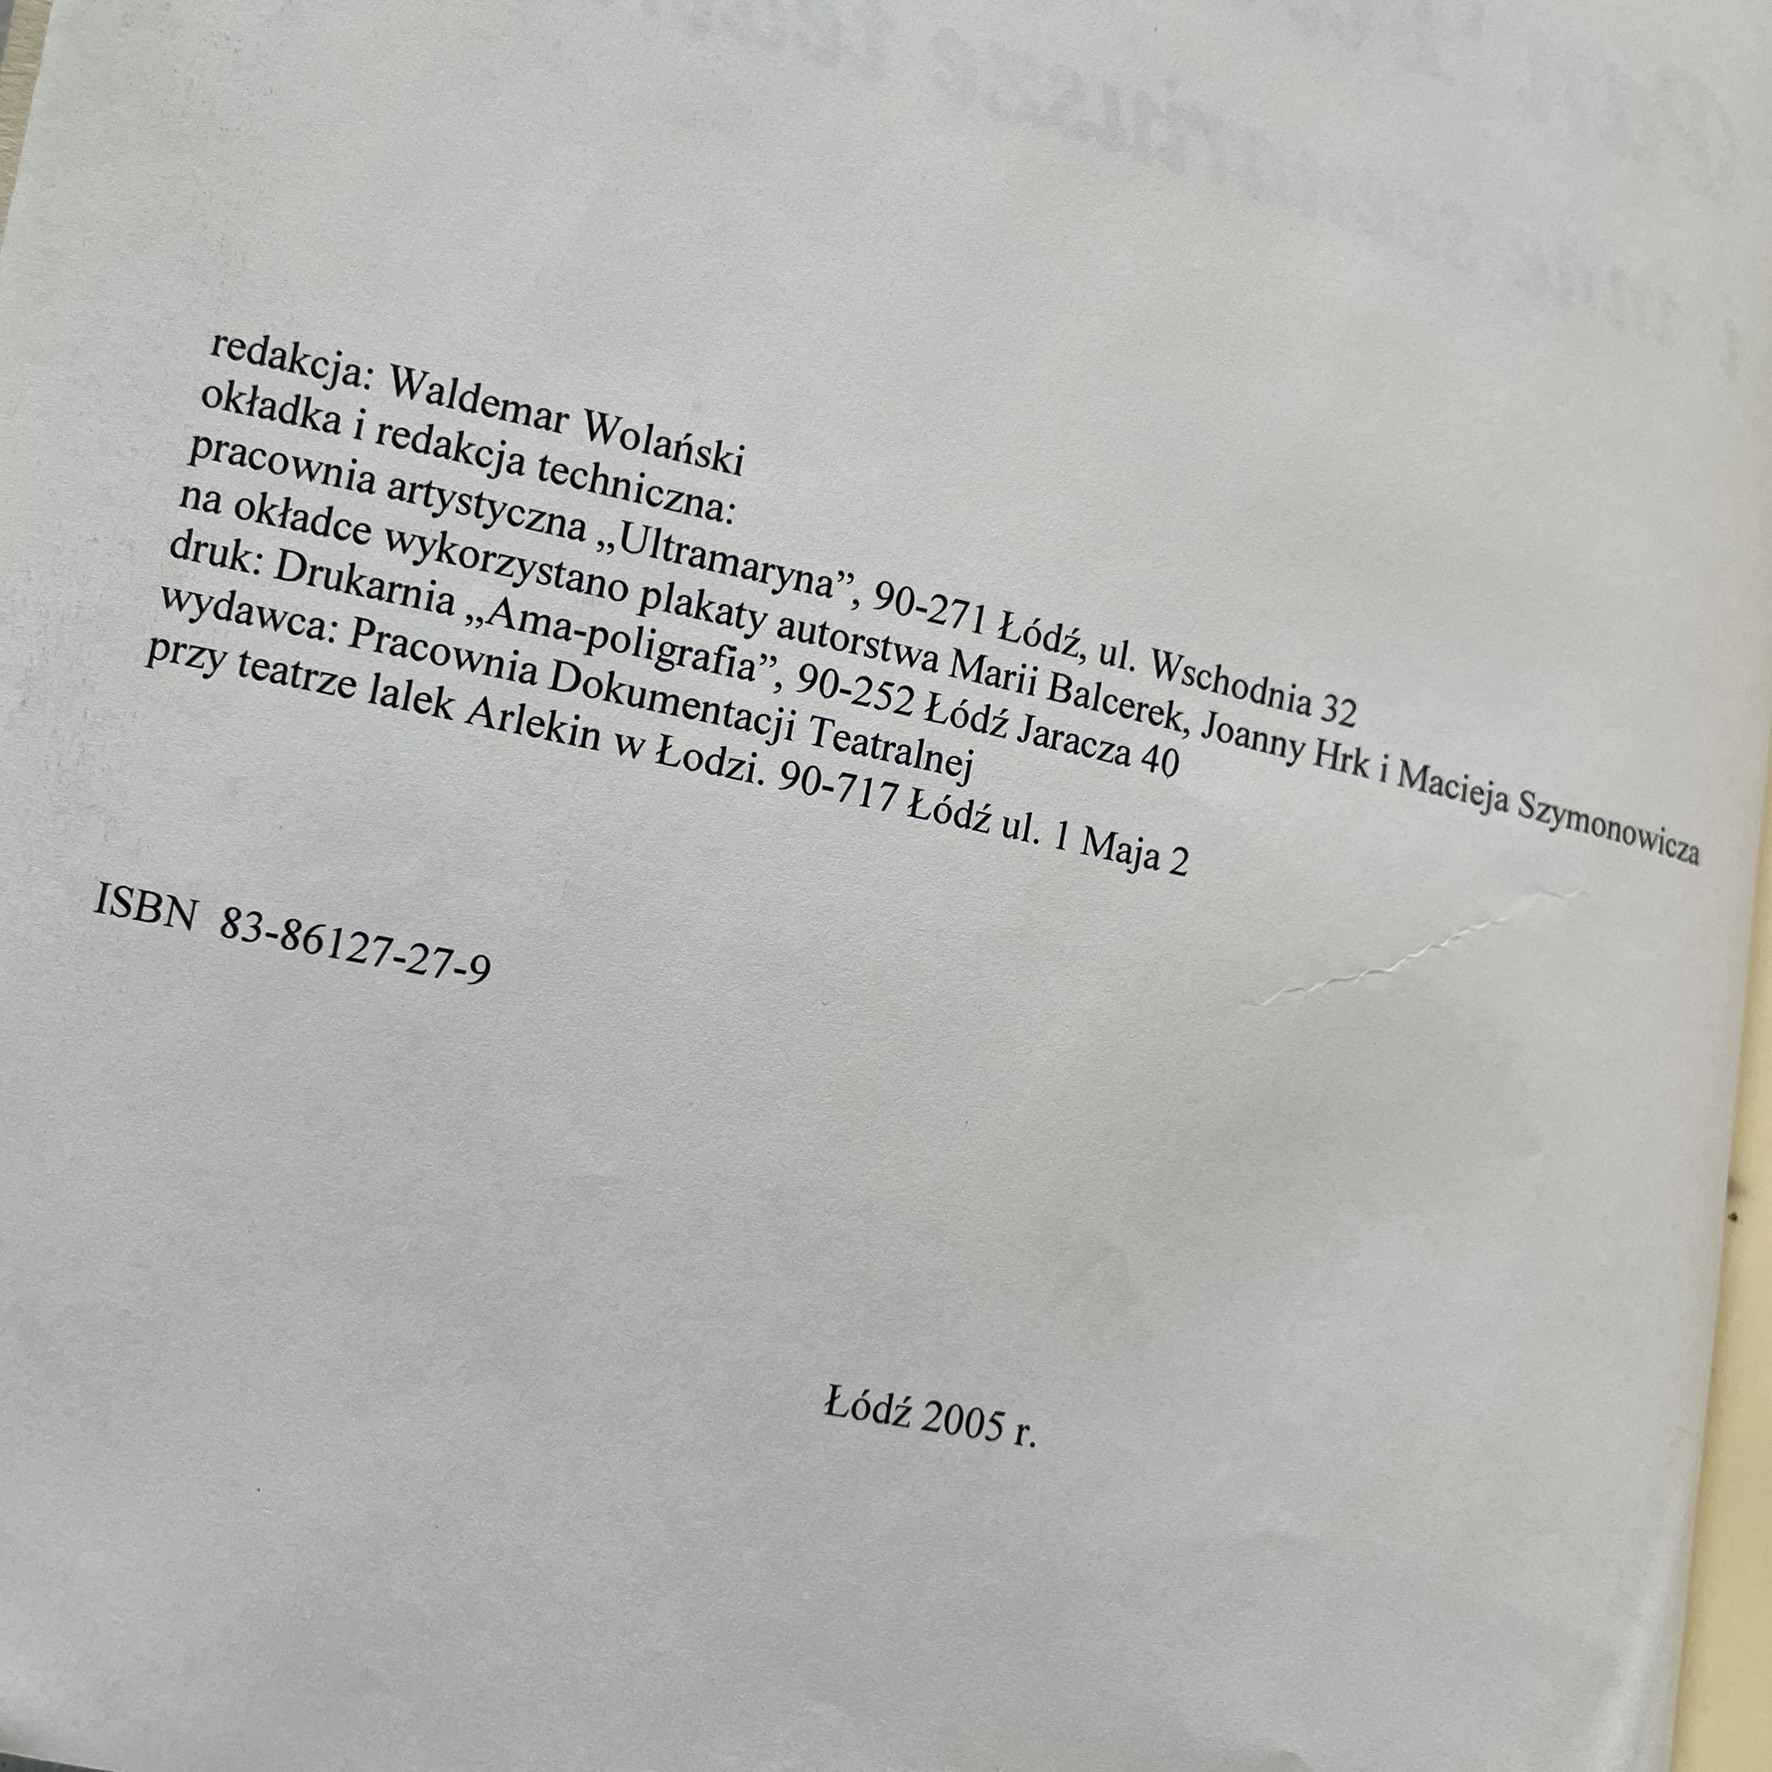 redakcja: Waldemar Wolański
okładka i redakcja techniczna:
pracownia artystyczna „Ultramaryna”, 90-271 Łódź, ul. Wschodnia 32
na okładce wykorzystano plakaty autorstwa Marii Balcerek, Joanny Hrk i Macieja Szymonowicza
druk: Drukarnia „Ama-poligrafia”, 90-252 Łódź Jaracza 40
wydawca: Pracownia Dokumentacji Teatralnej
przy teatrze lalek Arlekin w Łodzi. 90-717 Łódź ul. 1 Maja 2
ISBN 83-86127-27-9
Łódź 2005 r.